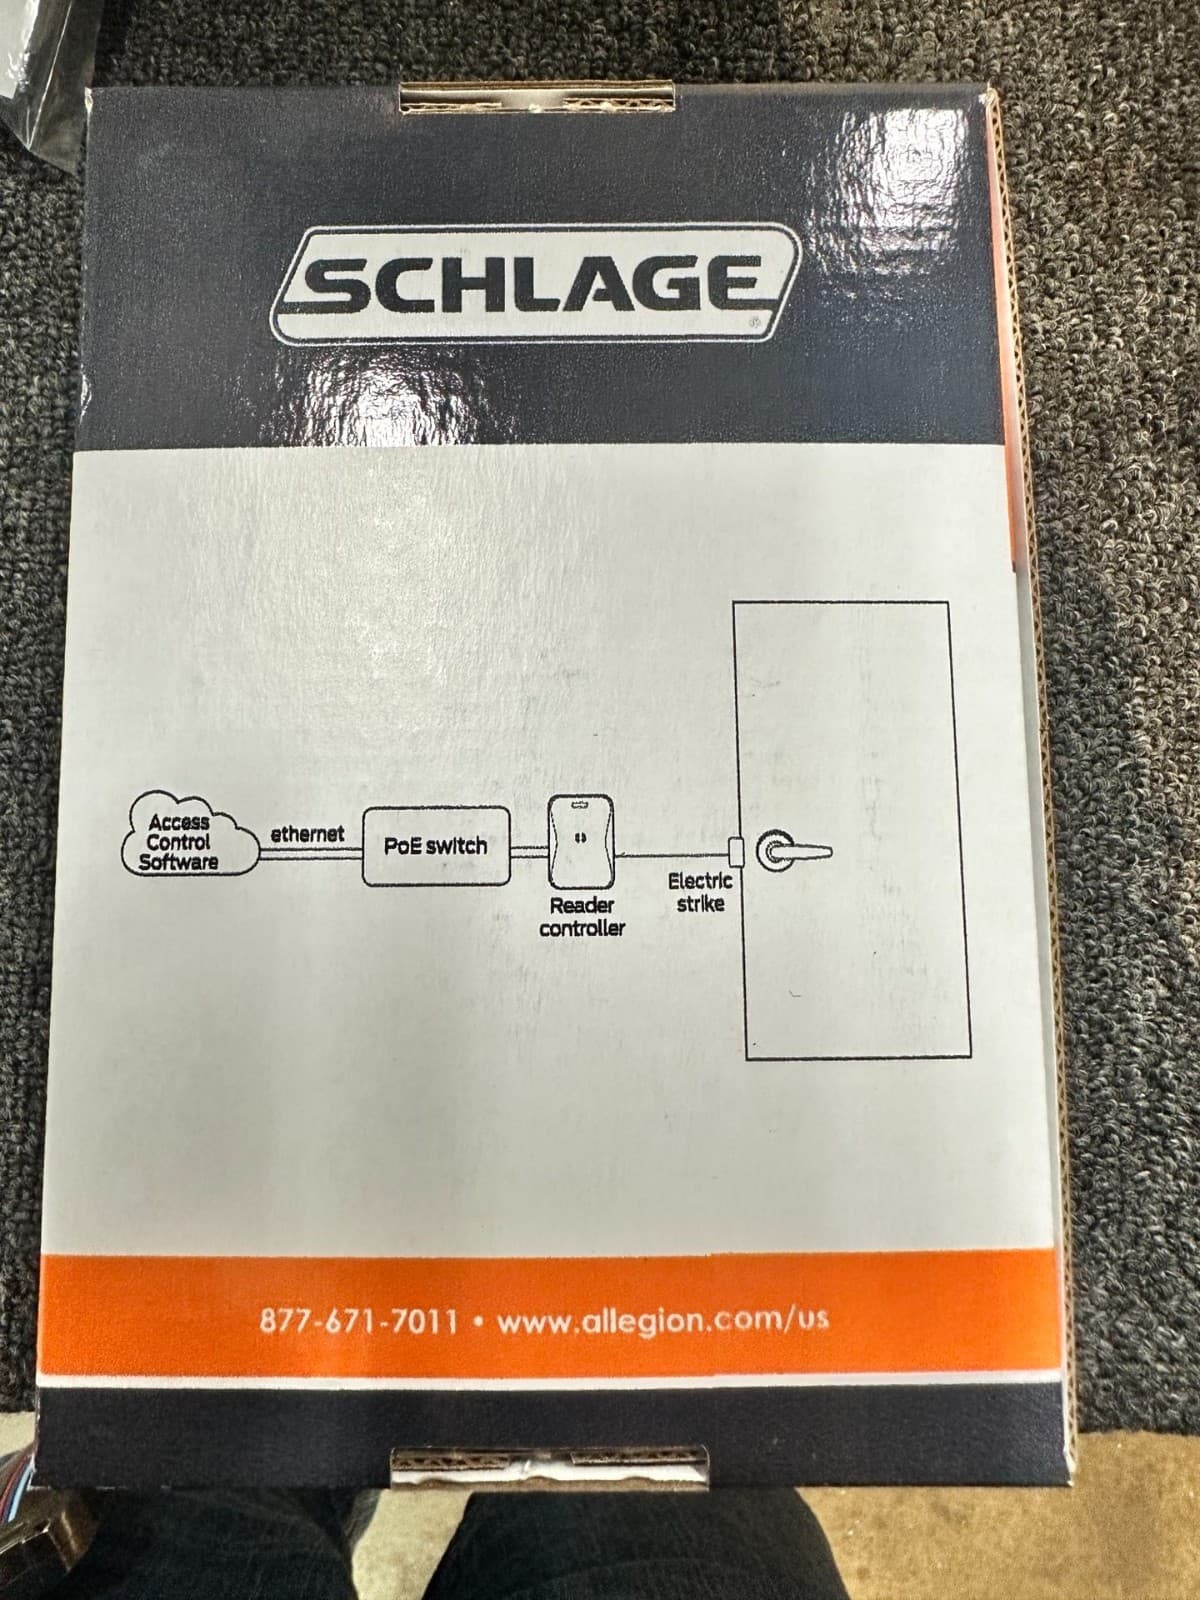 SCHLAGE
®
Access
Control
Software
ethernet
PoE switch
Reader
controller
Electric
strike
877-671-7011 • www.allegion.com/us